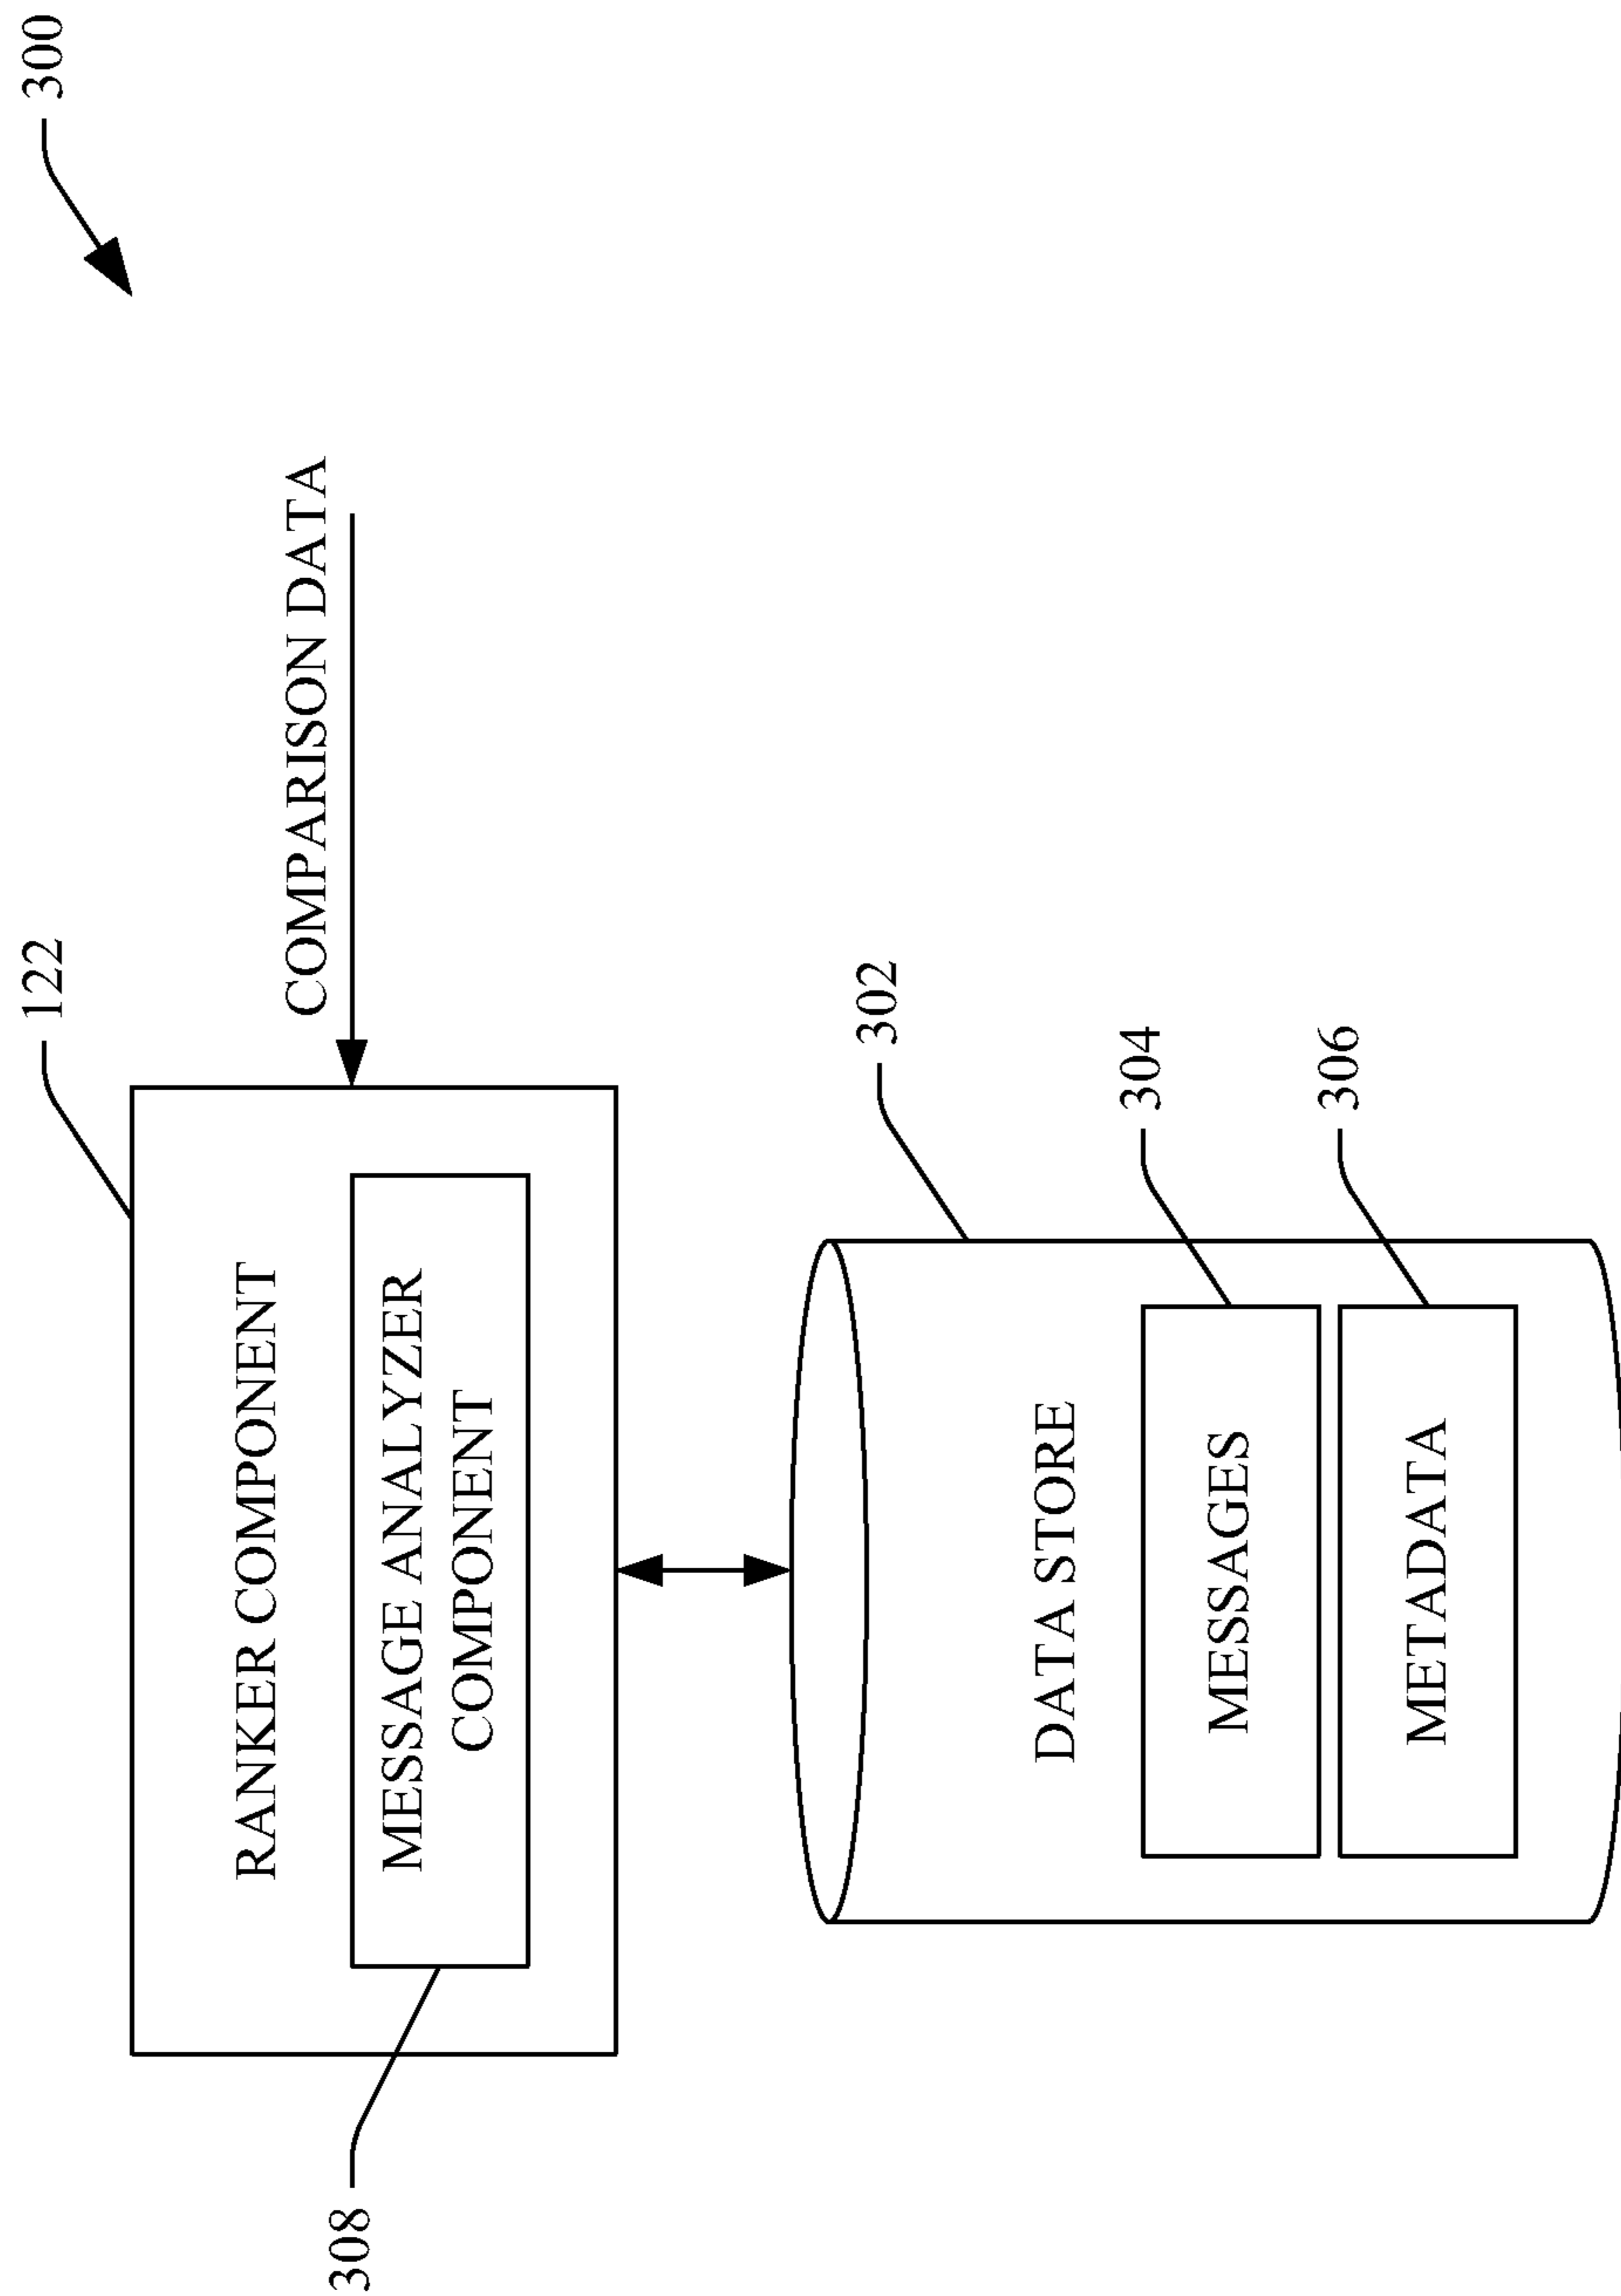 300
122
RANKER COMPONENT
COMPARISON DATA
308
MESSAGE ANALYZER
COMPONENT
302
DATA STORE
304
MESSAGES
306
METADATA